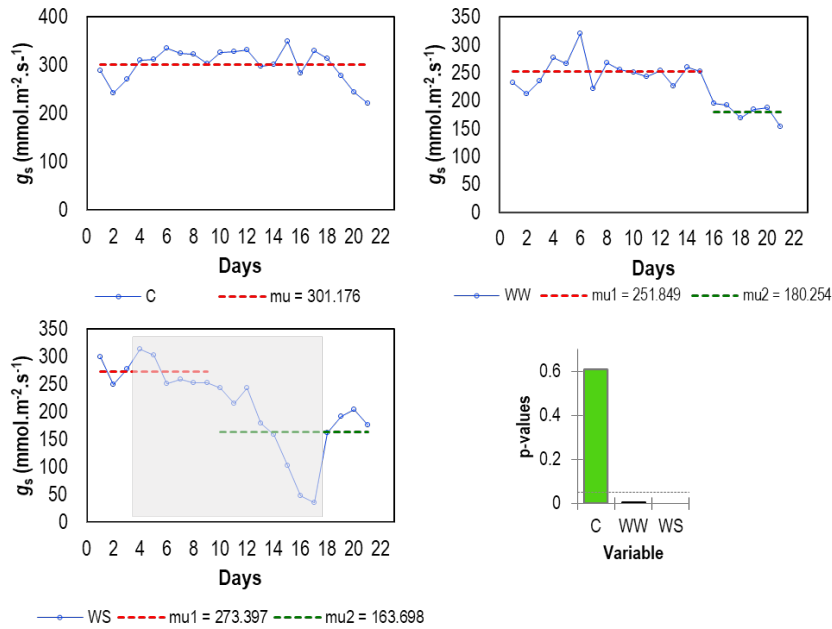 400
300
200
100
0
gs (mmol.m-2.s-1)
0 2 4 6 8 10 12 14 16 18 20 22
Days
C mu = 301.176
350
300
250
200
150
100
50
0
gs (mmol.m-2.s-1)
0 2 4 6 8 10 12 14 16 18 20 22
Days
WW mu1 = 251.849 mu2 = 180.254
350
300
250
200
150
100
50
0
gs (mmol.m-2.s-1)
0 2 4 6 8 10 12 14 16 18 20 22
Days
WS mu1 = 273.397 mu2 = 163.698
0.6
0.4
0.2
0
p-values
C WW WS
Variable